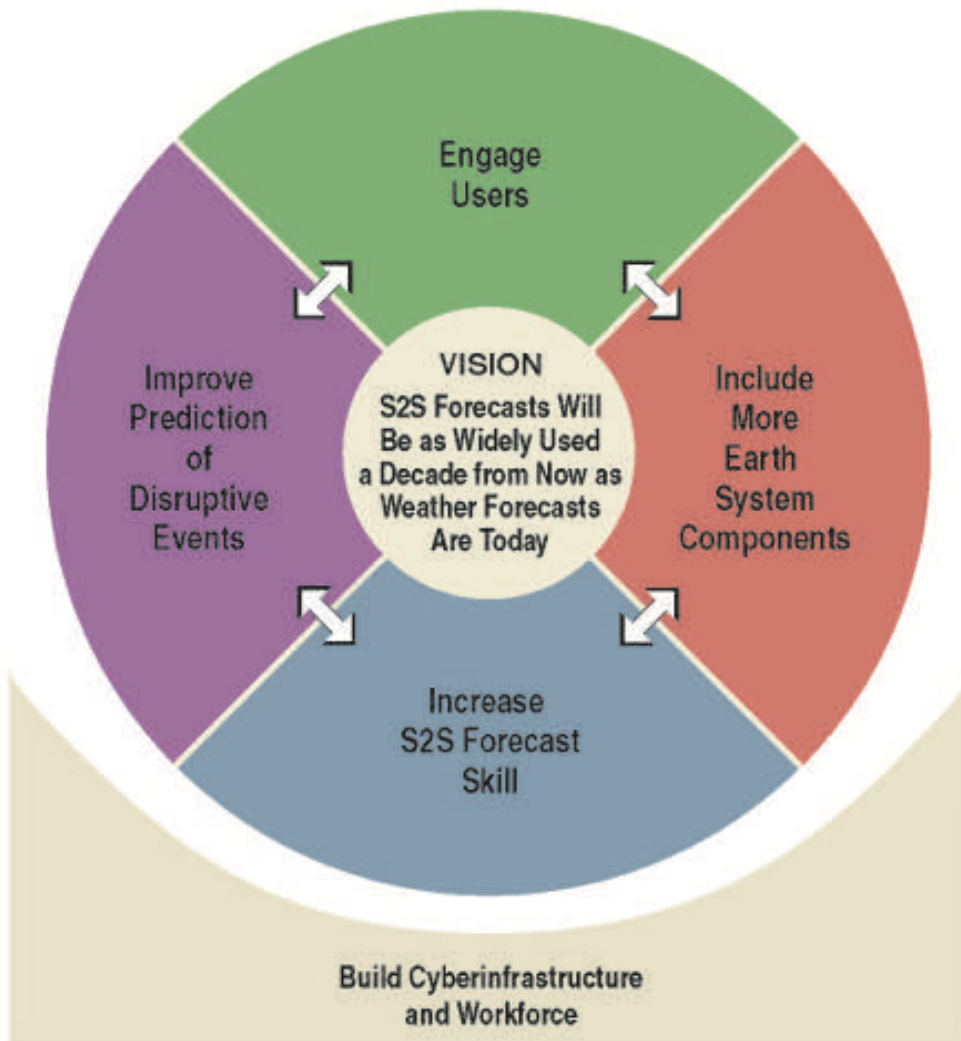 Engage
Users
Improve
Prediction
of
Disruptive
Events
VISION
S2S Forecasts Will
Be as Widely Used
a Decade from Now as
Weather Forecasts
Are Today
Include
More
Earth
System
Components
Increase
S2S Forecast
Skill
Build Cyberinfrastructure
and Workforce